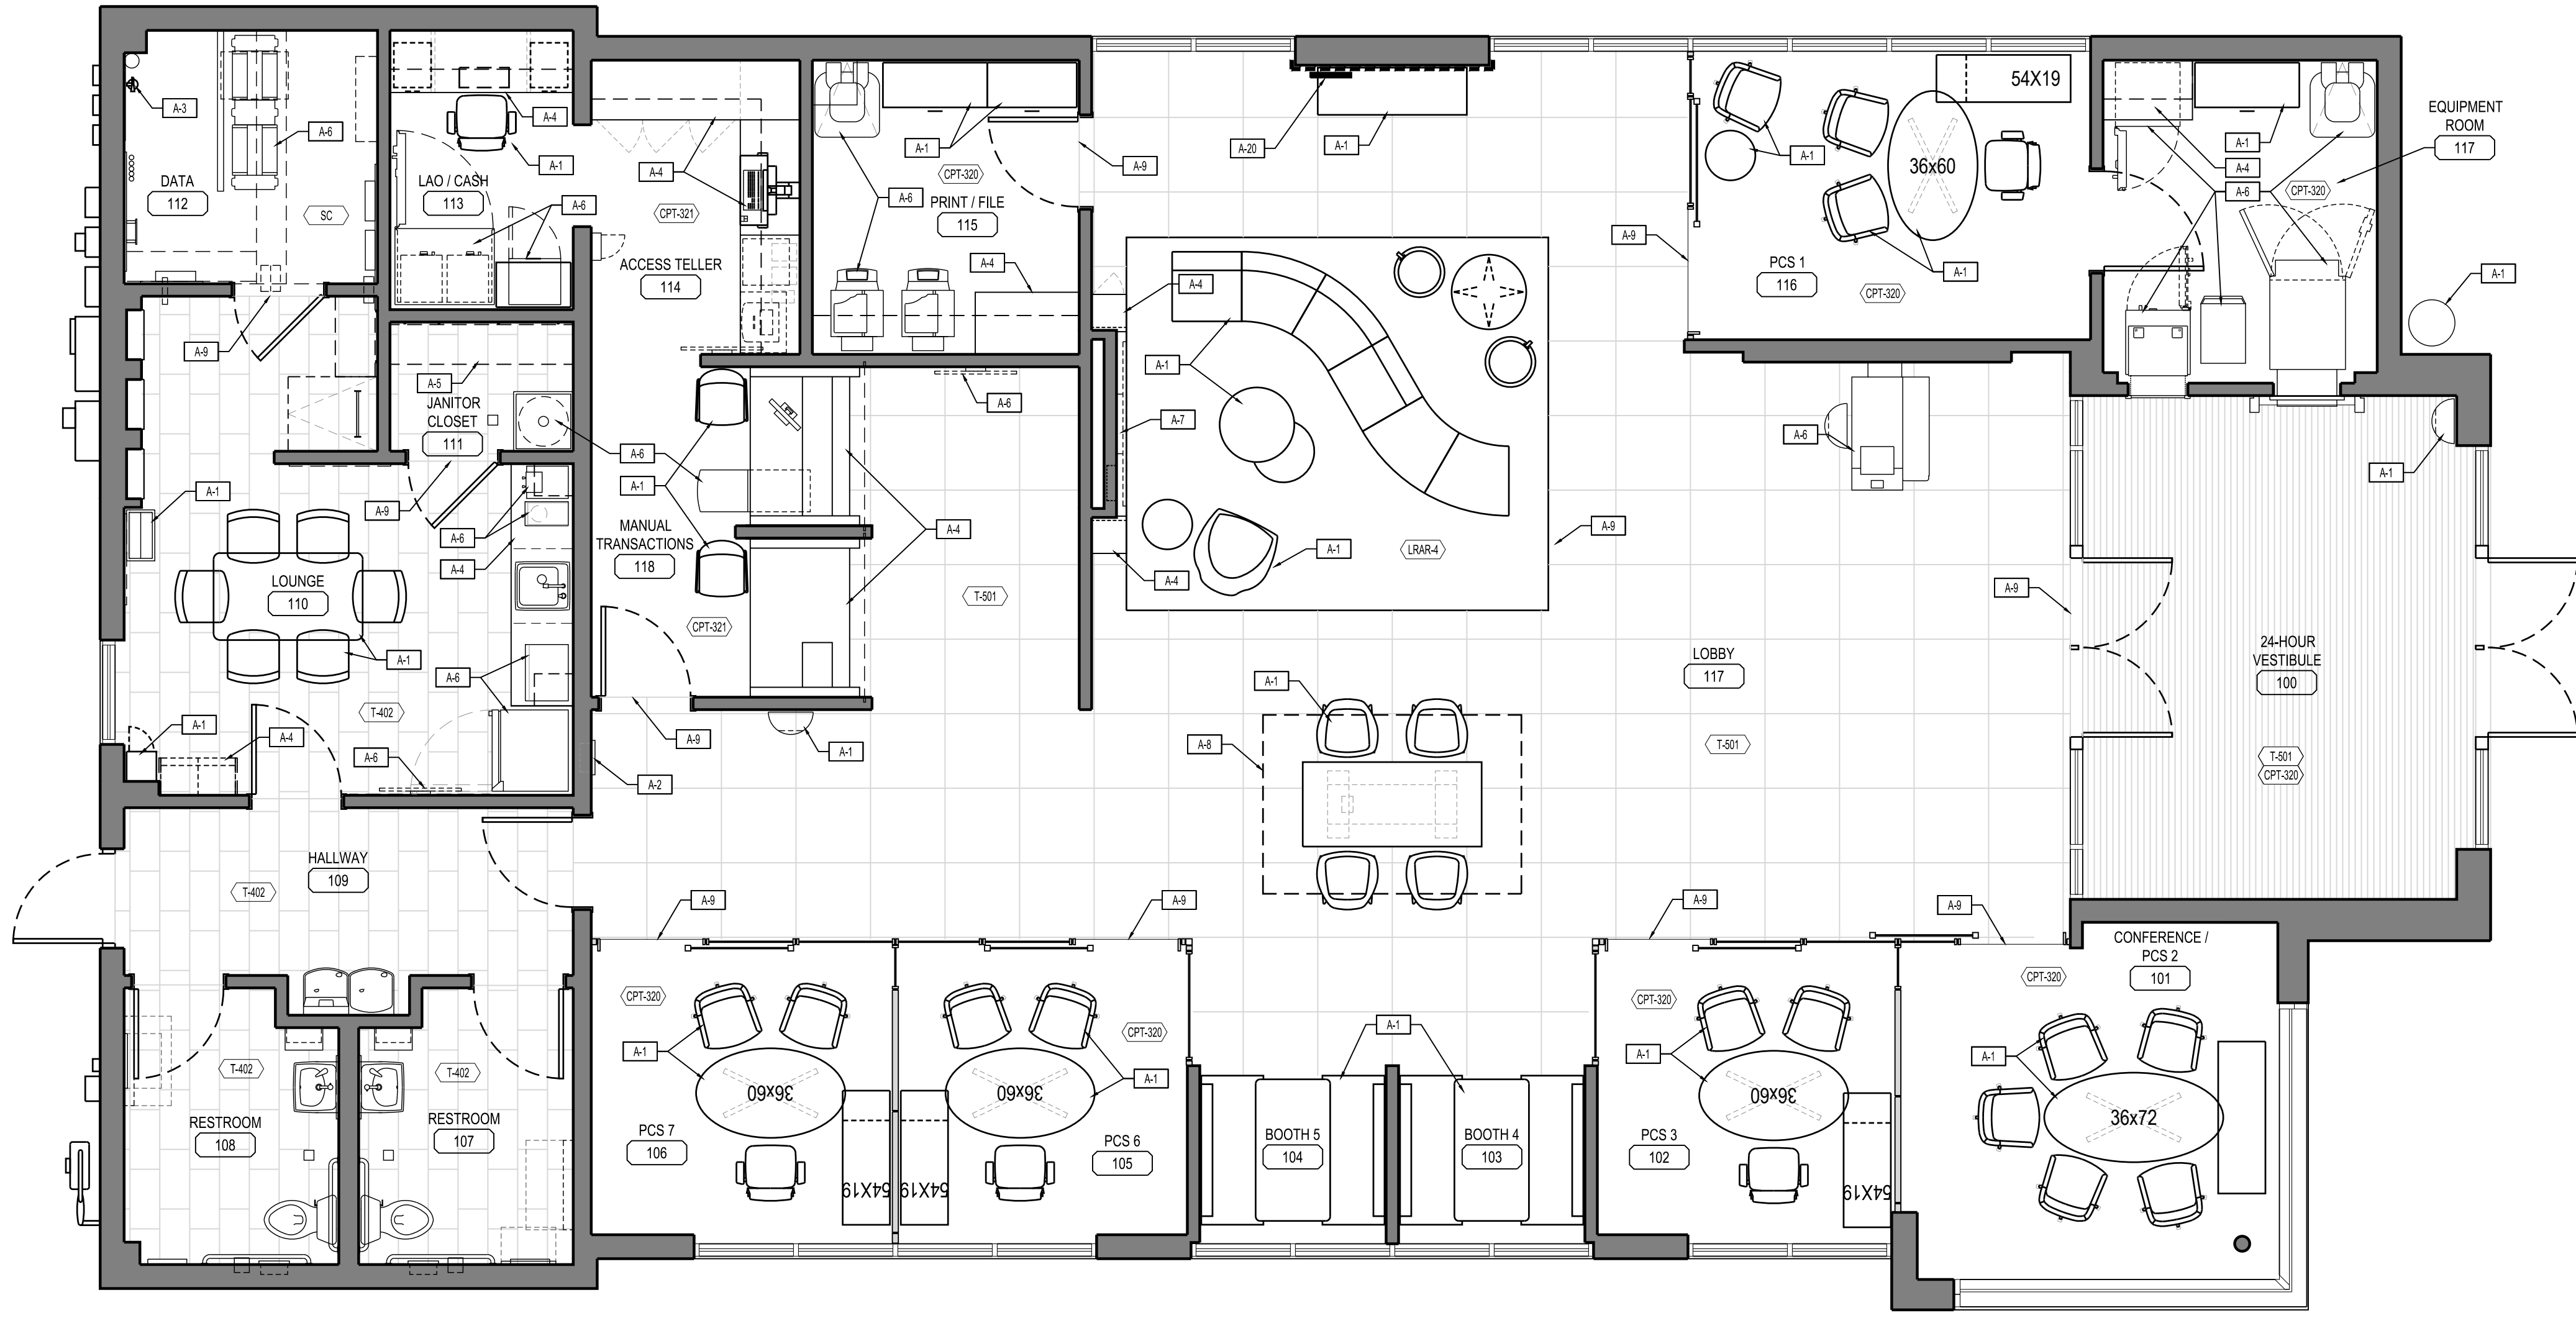 54X19
EQUIPMENT
ROOM
117
A-3
A-4
A-6
A-20
A-1
A-1
A-4
A-1
A-9
A-1
A-1
A-4
36x60
A-6
CPT-320
A-6
CPT-320
DATA
112
LAO / CASH
113
A-4
A-6
PRINT / FILE
115
SC
A-6
CPT-321
A-9
ACCESS TELLER
114
A-4
PCS 1
116
A-1
A-1
A-4
CPT-320
A-9
A-1
A-5
JANITOR
CLOSET
111
A-6
A-7
A-6
A-6
A-1
A-1
A-1
A-9
MANUAL
TRANSACTIONS
118
A-4
A-9
A-6
LRAR-4
A-1
A-4
A-4
LOUNGE
110
T-501
A-9
CPT-321
24-HOUR
VESTIBULE
100
LOBBY
117
A-1
A-6
A-1
T-402
A-1
A-4
A-9
A-1
A-8
T-501
A-6
A-2
T-501
CPT-320
HALLWAY
109
T-402
A-9
A-9
A-9
A-9
CONFERENCE /
PCS 2
101
CPT-320
CPT-320
CPT-320
CPT-320
A-1
A-1
A-1
A-1
A-1
T-402
T-402
36x60
36x60
36x60
36x72
RESTROOM
108
RESTROOM
107
PCS 7
106
PCS 6
105
BOOTH 5
104
BOOTH 4
103
PCS 3
102
54X19
54X19
54X19